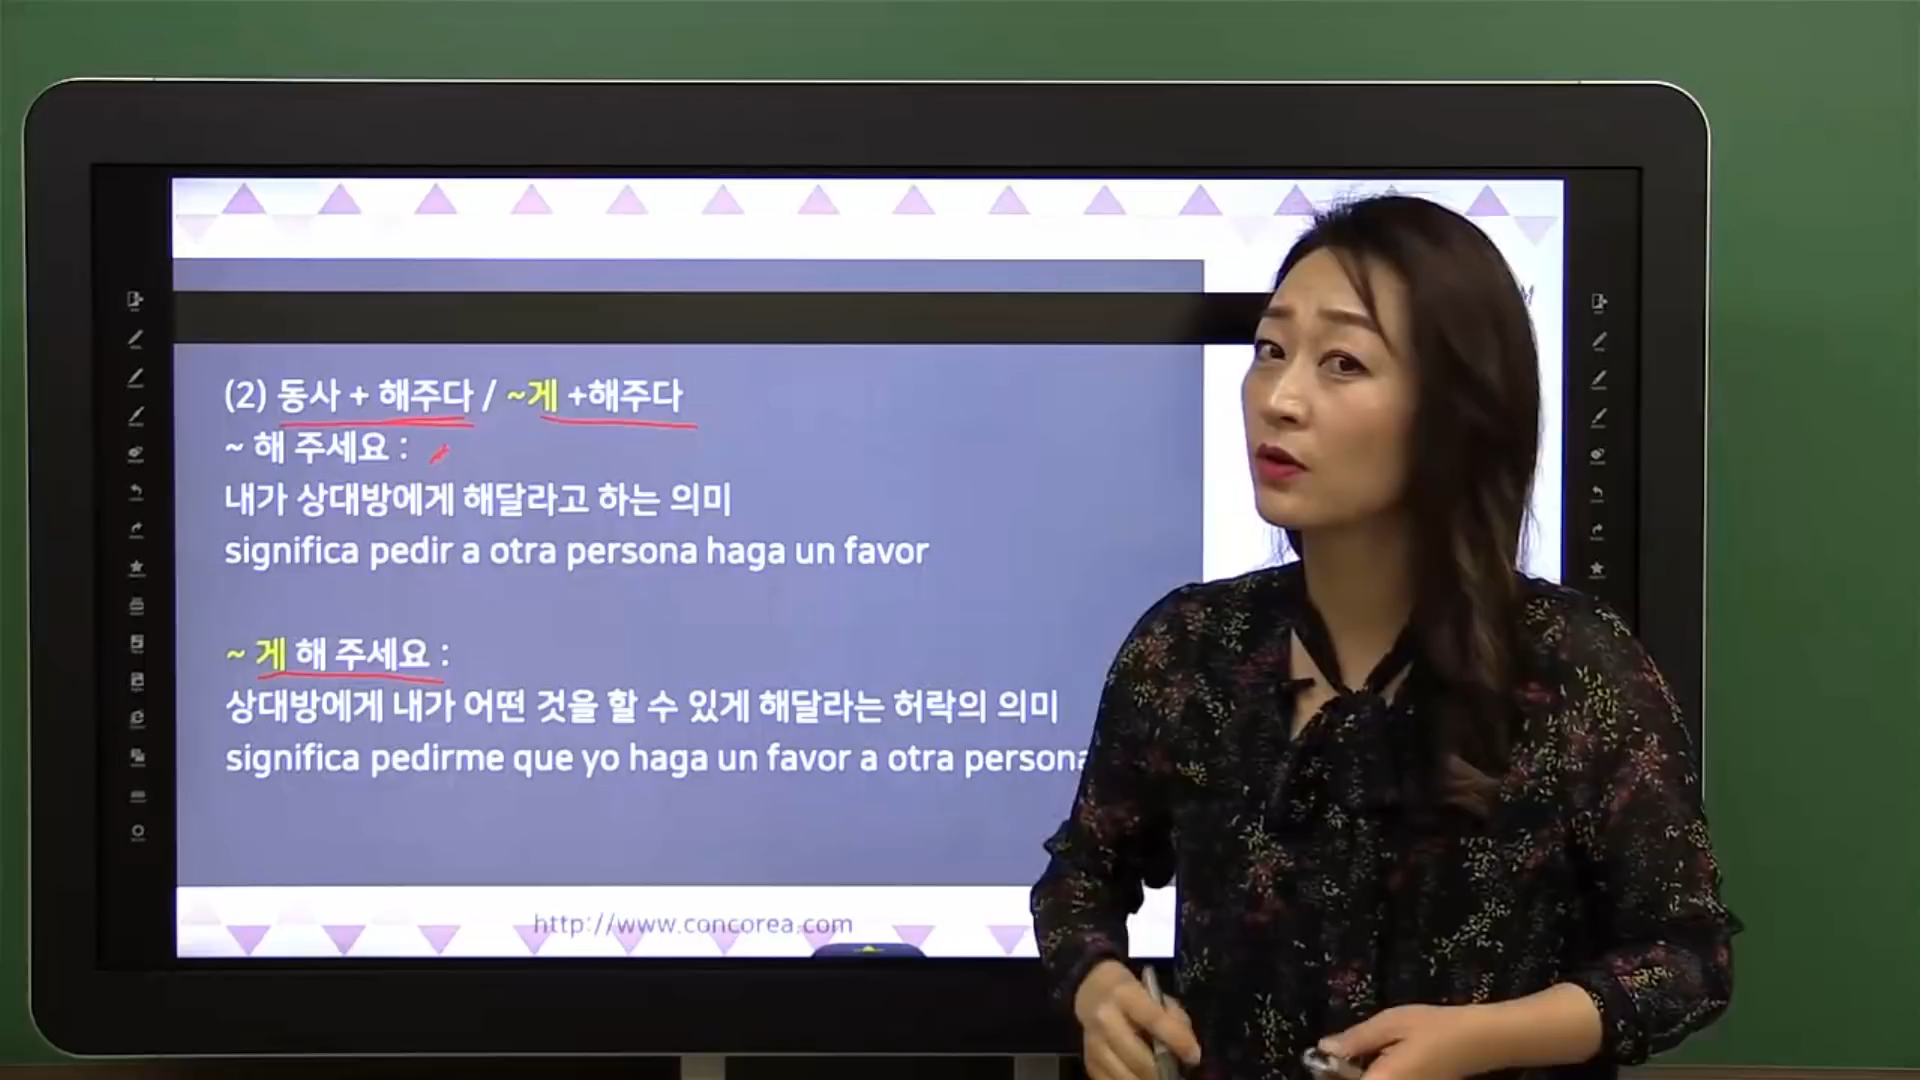 (2) 동사 + 해주다 / ~게 +해주다
~ 해 주세요 :
내가 상대방에게 해달라고 하는 의미
significa pedir a otra persona haga un favor
~ 게 해 주세요 :
상대방에게 내가 어떤 것을 할 수 있게 해달라는 허락의 의미
significa pedirme que yo haga un favor a otra persona
http://www.concorea.com